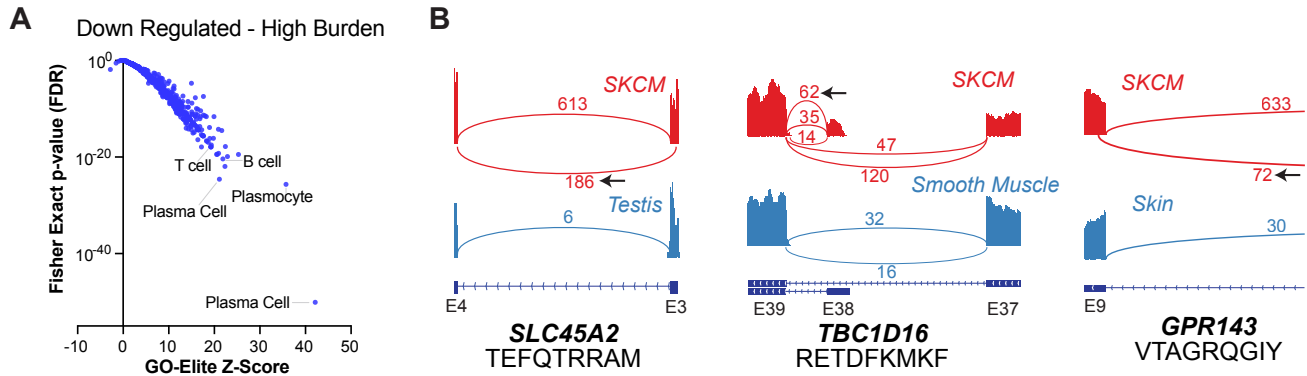 A
Down Regulated - High Burden
Fisher Exact p-value (FDR)
10^0
10^-20
10^-40
T cell
B cell
Plasmocyte
Plasma Cell
Plasma Cell
-10 0 10 20 30 40 50
GO-Elite Z-Score
B
SKCM
613
186
Testis
6
E4 E3
SLC45A2
TEFQTRRAM
SKCM
62
35
14
47
120
Smooth Muscle
32
16
E39 E38 E37
TBC1D16
RETDFKMKF
SKCM
633
72
Skin
30
E9
GPR143
VTAGRQGIY